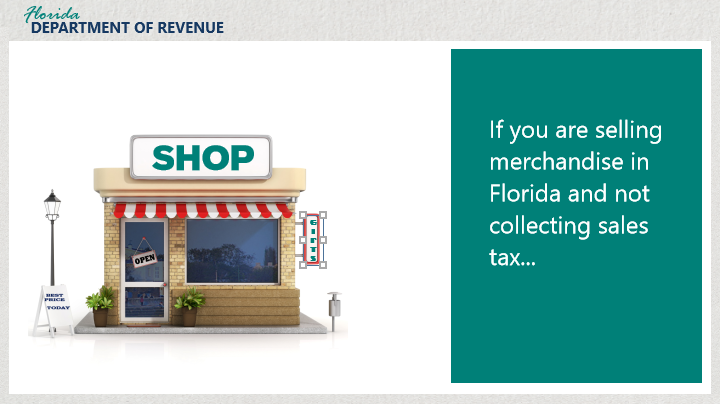 Florida
DEPARTMENT OF REVENUE
SHOP
GIFTS
OPEN
BEST
PRICE
TODAY
If you are selling
merchandise in
Florida and not
collecting sales
tax...